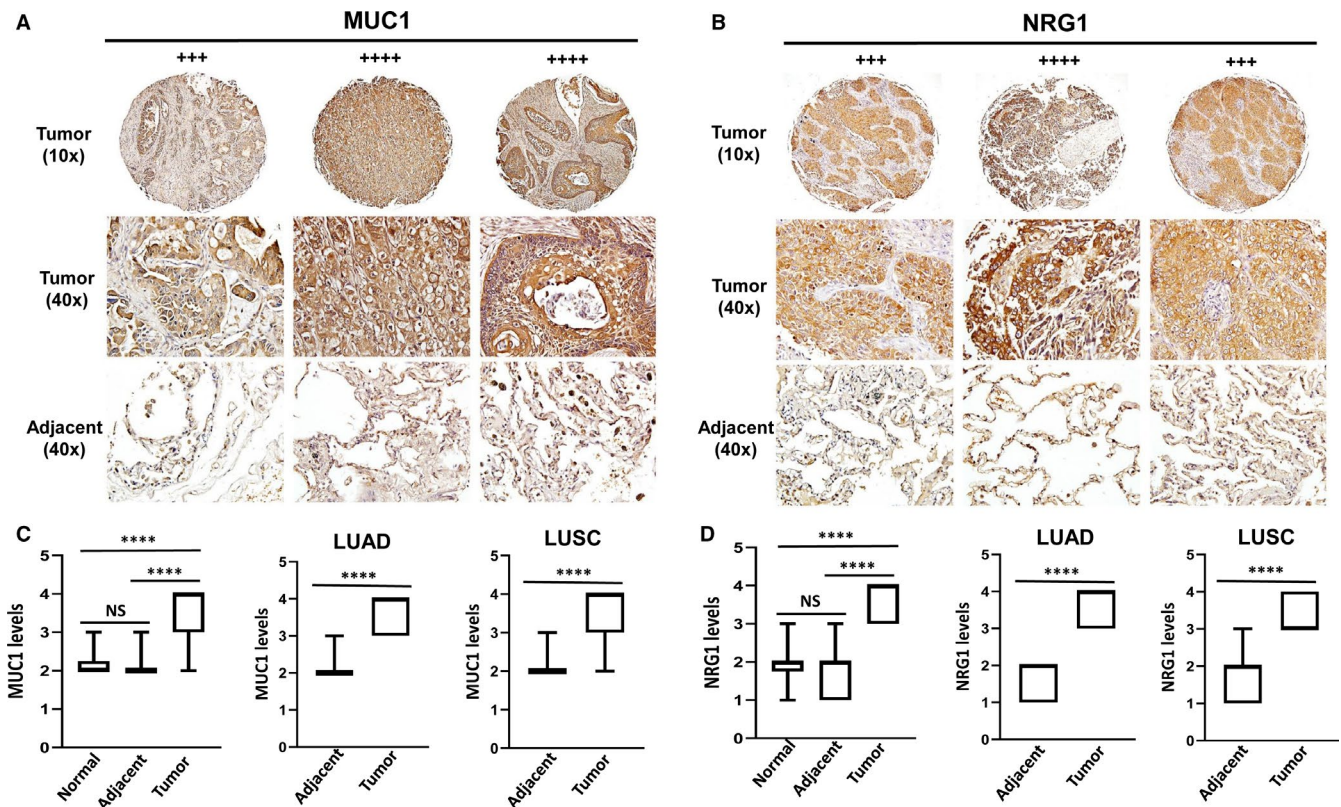 A
MUC1
+++ ++++ ++++
Tumor
(10x)
Tumor
(40x)
Adjacent
(40x)
B
NRG1
+++ ++++ +++
Tumor
(10x)
Tumor
(40x)
Adjacent
(40x)
C
MUC1 levels
5
4
3
2
1
0
****
****
NS
Normal Adjacent Tumor
LUAD
MUC1 levels
5
4
3
2
1
0
****
Adjacent Tumor
LUSC
MUC1 levels
5
4
3
2
1
0
****
Adjacent Tumor
D
NRG1 levels
5
4
3
2
1
0
****
****
NS
Normal Adjacent Tumor
LUAD
NRG1 levels
5
4
3
2
1
0
****
Adjacent Tumor
LUSC
NRG1 levels
5
4
3
2
1
0
****
Adjacent Tumor